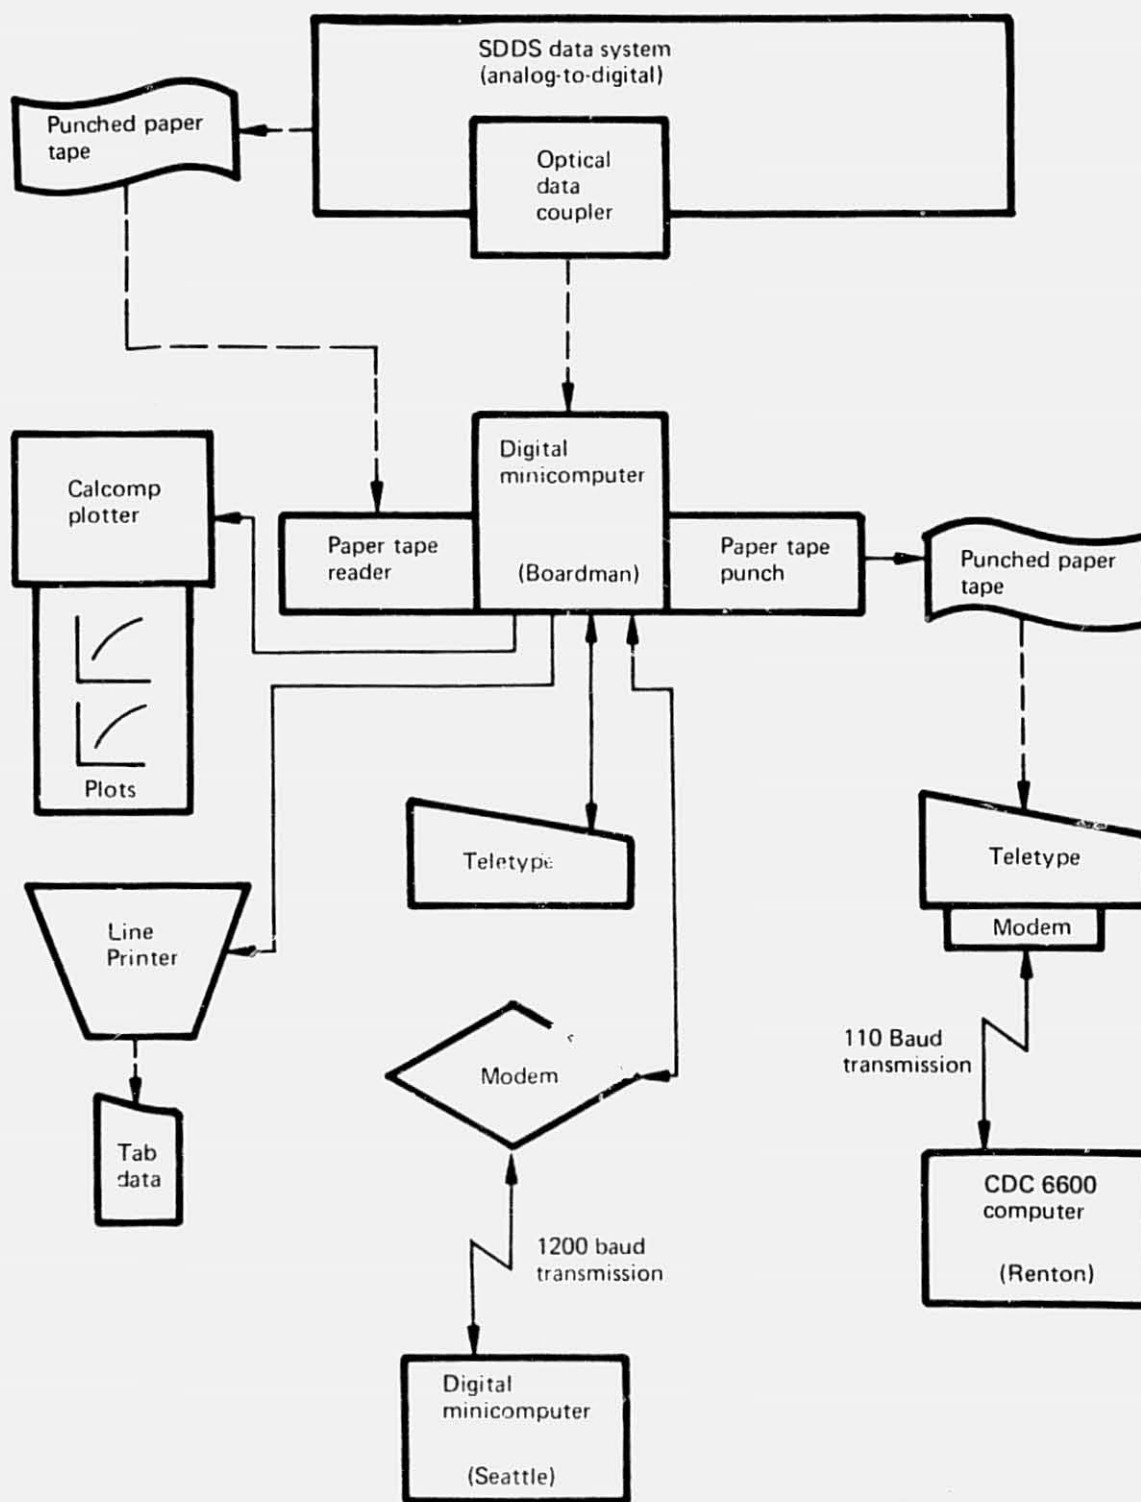 SDDS data system
(analog-to-digital)
Punched paper
tape
Optical
data
coupler
Digital
minicomputer
(Boardman)
Calcomp
plotter
Paper tape
reader
Paper tape
punch
Punched paper
tape
Plots
Teletype
Teletype
Modem
Line
Printer
110 Baud
transmission
Modem
Tab
data
CDC 6600
computer
(Renton)
1200 baud
transmission
Digital
minicomputer
(Seattle)